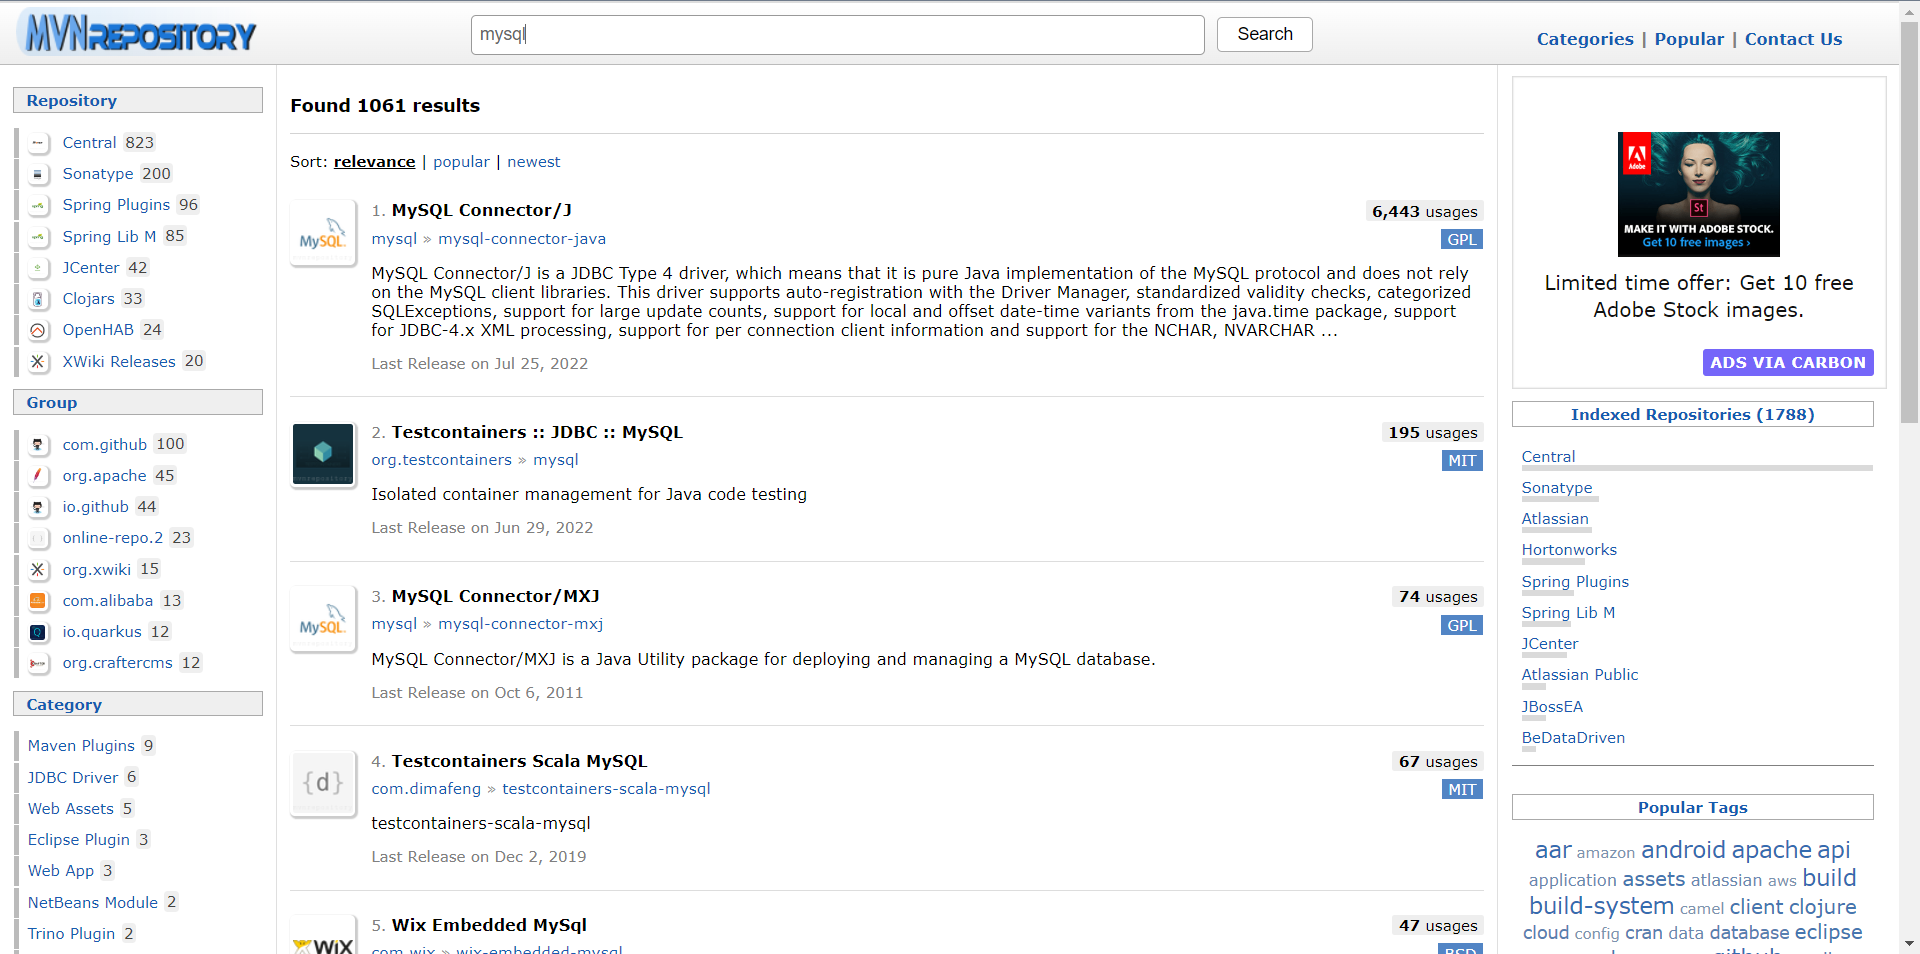 MVNREPOSITORY
mysql
Search
Categories | Popular | Contact Us
Repository
Central 823
Sonatype 200
Spring Plugins 96
Spring Lib M 85
JCenter 42
Clojars 33
OpenHAB 24
XWiki Releases 20
Group
com.github 100
org.apache 45
io.github 44
online-repo.2 23
org.xwiki 15
com.alibaba 13
io.quarkus 12
org.craftercms 12
Category
Maven Plugins 9
JDBC Driver 6
Web Assets 5
Eclipse Plugin 3
Web App 3
NetBeans Module 2
Trino Plugin 2
Found 1061 results
Sort: relevance | popular | newest
MySQL.
1. MySQL Connector/J
6,443 usages
mysql » mysql-connector-java
GPL
MySQL Connector/J is a JDBC Type 4 driver, which means that it is pure Java implementation of the MySQL protocol and does not rely
on the MySQL client libraries. This driver supports auto-registration with the Driver Manager, standardized validity checks, categorized
SQLExceptions, support for large update counts, support for local and offset date-time variants from the java.time package, support
for JDBC-4.x XML processing, support for per connection client information and support for the NCHAR, NVARCHAR ...
Last Release on Jul 25, 2022
2. Testcontainers :: JDBC :: MySQL
195 usages
org.testcontainers » mysql
MIT
Isolated container management for Java code testing
Last Release on Jun 29, 2022
MySQL.
3. MySQL Connector/MXJ
74 usages
mysql » mysql-connector-mxj
GPL
MySQL Connector/MXJ is a Java Utility package for deploying and managing a MySQL database.
Last Release on Oct 6, 2011
{d}
4. Testcontainers Scala MySQL
67 usages
com.dimafeng » testcontainers-scala-mysql
MIT
testcontainers-scala-mysql
Last Release on Dec 2, 2019
WIX
5. Wix Embedded MySql
47 usages
com.wix » wix-embedded-mysql
BSD
Adobe
St
MAKE IT WITH ADOBE STOCK.
Get 10 free images ›
Limited time offer: Get 10 free
Adobe Stock images.
ADS VIA CARBON
Indexed Repositories (1788)
Central
Sonatype
Atlassian
Hortonworks
Spring Plugins
Spring Lib M
JCenter
Atlassian Public
JBossEA
BeDataDriven
Popular Tags
aar amazon android apache api
application assets atlassian aws build
build-system camel client clojure
cloud config cran data database eclipse
github